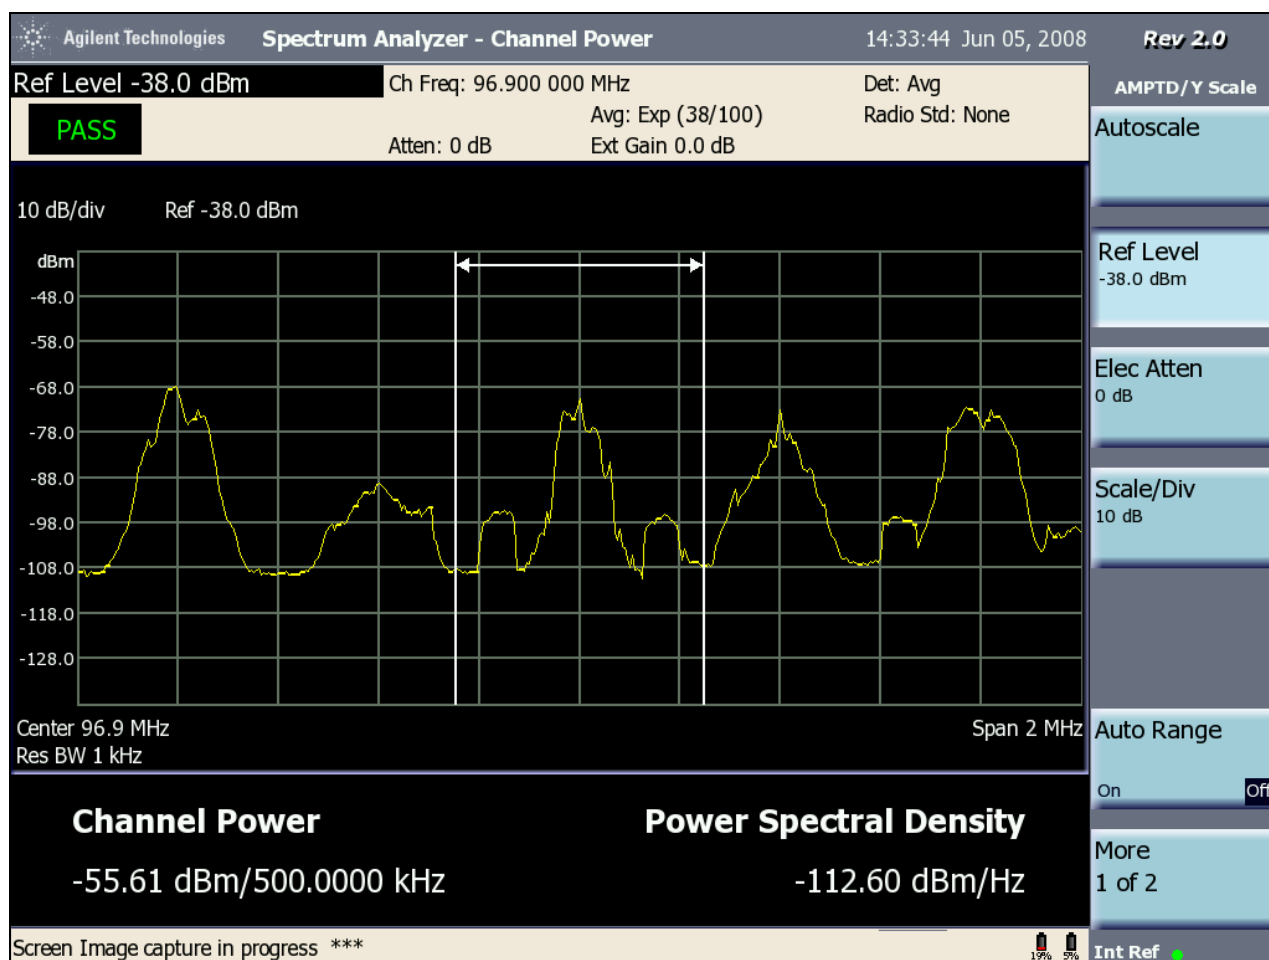 Agilent Technologies Spectrum Analyzer - Channel Power 14:33:44 Jun 05, 2008 Rev 2.0
Ref Level -38.0 dBm Ch Freq: 96.900 000 MHz Det: Avg AMPTD/Y Scale
PASS Avg: Exp (38/100) Radio Std: None
Atten: 0 dB Ext Gain 0.0 dB
Autoscale
10 dB/div Ref -38.0 dBm
dBm
-48.0
-58.0
-68.0
-78.0
-88.0
-98.0
-108.0
-118.0
-128.0
Center 96.9 MHz Span 2 MHz
Res BW 1 kHz
Ref Level
-38.0 dBm
Elec Atten
0 dB
Scale/Div
10 dB
Auto Range
On Off
More
1 of 2
Channel Power Power Spectral Density
-55.61 dBm/500.0000 kHz -112.60 dBm/Hz
Screen Image capture in progress *** 19% 5% Int Ref